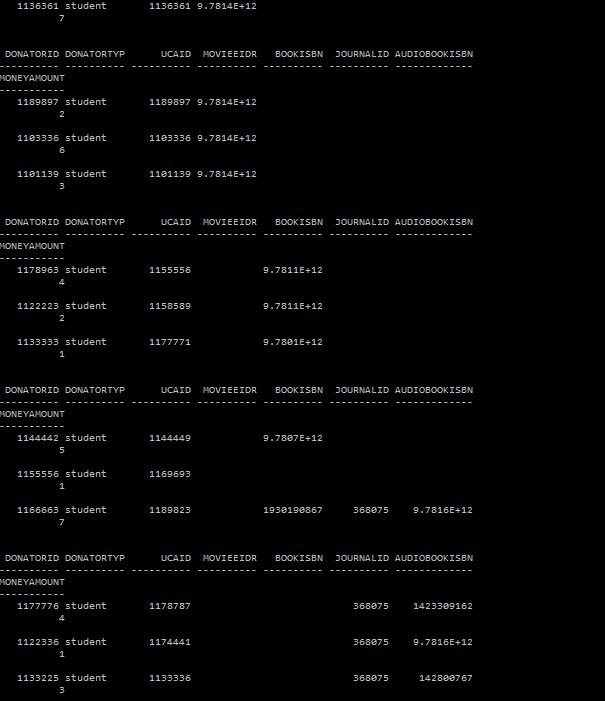 1136361 9.7814E+12
1136361 student
7
DONATORID DONATORTYP UCAID MOVIEEIDR BOOKISBN JOURNALID AUDIOBOOKISBN
---------- ---------- ---------- ---------- ---------- ---------- -------------
MONEYAMOUNT
-----------
1189897 student 1189897 9.7814E+12
2
1103336 student 1103336 9.7814E+12
6
1101139 student 1101139 9.7814E+12
3
DONATORID DONATORTYP UCAID MOVIEEIDR BOOKISBN JOURNALID AUDIOBOOKISBN
---------- ---------- ---------- ---------- ---------- ---------- -------------
MONEYAMOUNT
-----------
1178963 student 1155556 9.7811E+12
4
1122223 student 1158589 9.7811E+12
2
1133333 student 1177771 9.7801E+12
1
DONATORID DONATORTYP UCAID MOVIEEIDR BOOKISBN JOURNALID AUDIOBOOKISBN
---------- ---------- ---------- ---------- ---------- ---------- -------------
MONEYAMOUNT
-----------
1144442 student 1144449 9.7807E+12
5
1155556 student 1169693
1
1166663 student 1189823 1930190867 368075 9.7816E+12
7
DONATORID DONATORTYP UCAID MOVIEEIDR BOOKISBN JOURNALID AUDIOBOOKISBN
---------- ---------- ---------- ---------- ---------- ---------- -------------
MONEYAMOUNT
-----------
1177776 student 1178787 368075 1423309162
4
1122336 student 1174441 368075 9.7816E+12
1
1133225 student 1133336 368075 142800767
3